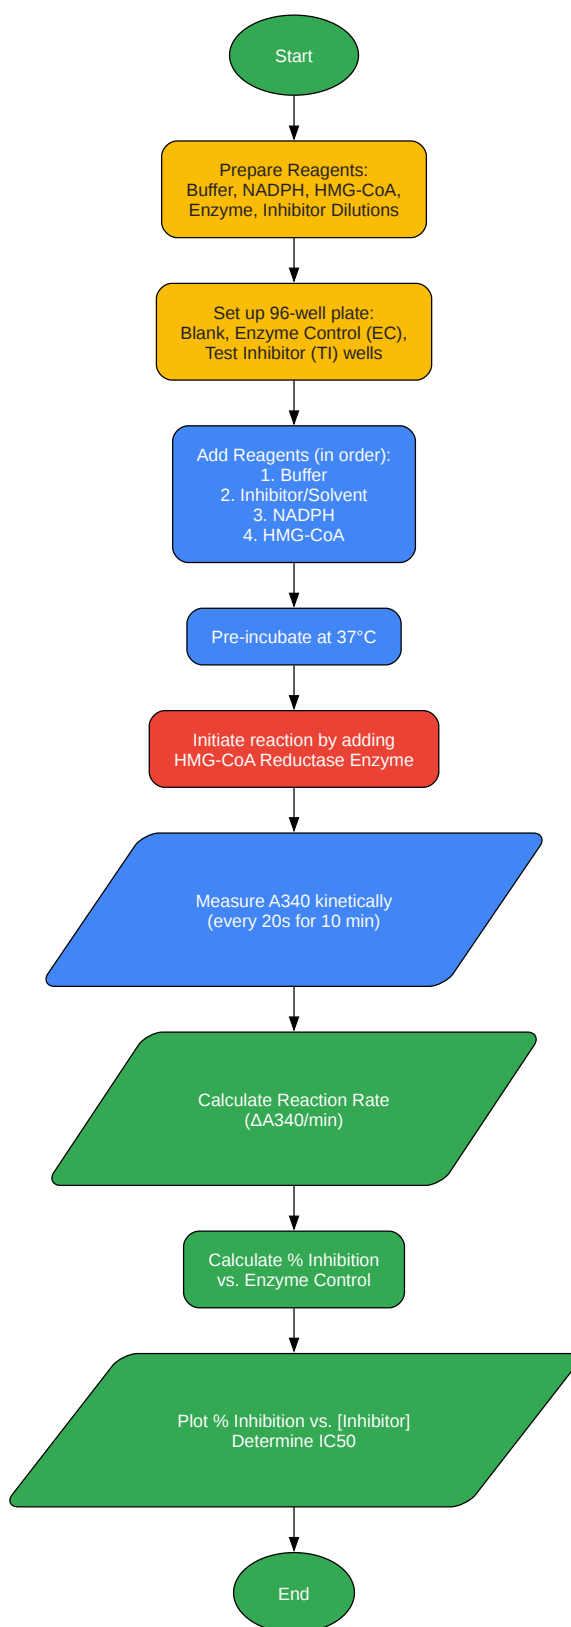 Start
Prepare Reagents:
Buffer, NADPH, HMG-CoA,
Enzyme, Inhibitor Dilutions
Set up 96-well plate:
Blank, Enzyme Control (EC),
Test Inhibitor (TI) wells
Add Reagents (in order):
1. Buffer
2. Inhibitor/Solvent
3. NADPH
4. HMG-CoA
Pre-incubate at 37°C
Initiate reaction by adding
HMG-CoA Reductase Enzyme
Measure A340 kinetically
(every 20s for 10 min)
Calculate Reaction Rate
(ΔA340/min)
Calculate % Inhibition
vs. Enzyme Control
Plot % Inhibition vs. [Inhibitor]
Determine IC50
End